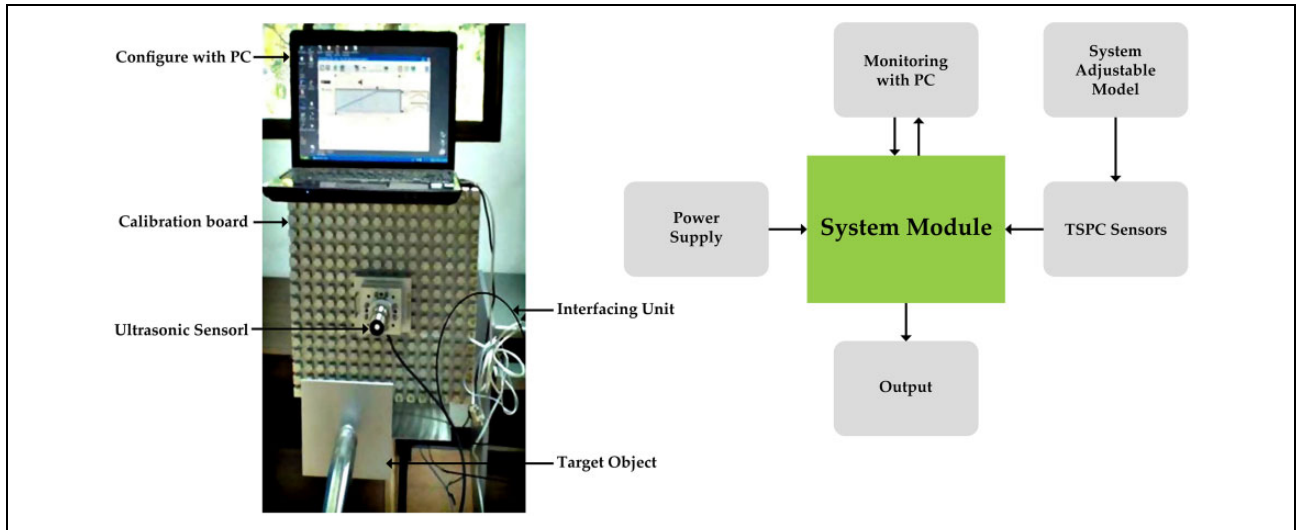 Configure with PC
Calibration board
Ultrasonic Sensorl
Interfacing Unit
Target Object
Monitoring
with PC
System
Adjustable
Model
Power
Supply
System Module
TSPC Sensors
Output